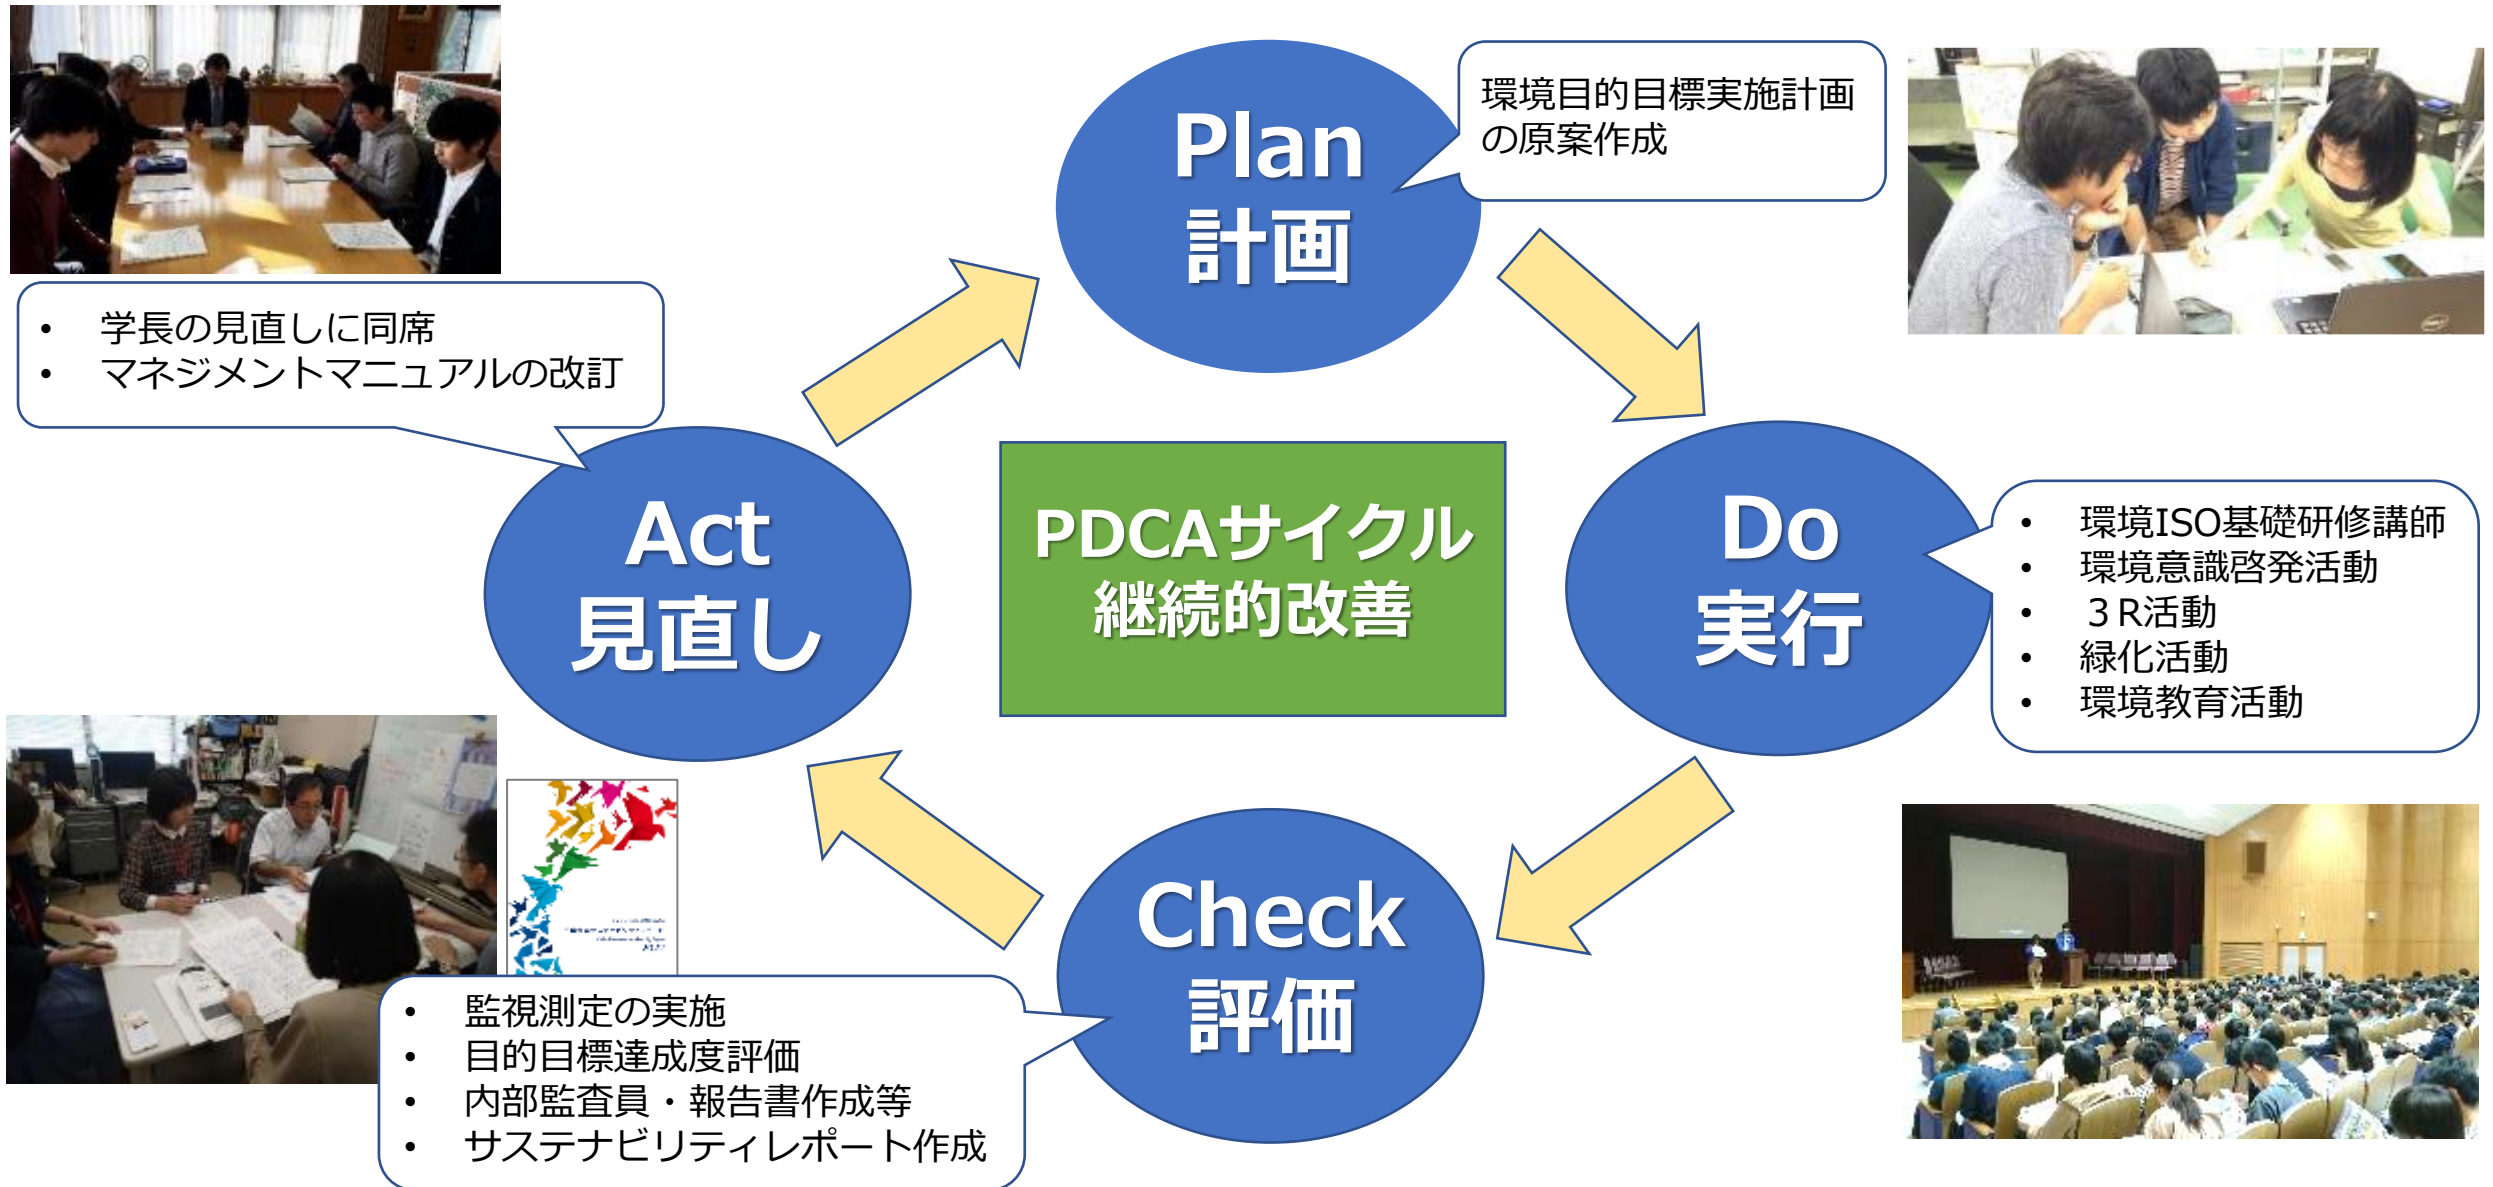 Plan
計画
環境目的目標実施計画
の原案作成
• 学長の見直しに同席
• マネジメントマニュアルの改訂
Act
見直し
PDCAサイクル
継続的改善
Do
実行
• 環境ISO基礎研修講師
• 環境意識啓発活動
• ３R活動
• 緑化活動
• 環境教育活動
Check
評価
• 監視測定の実施
• 目的目標達成度評価
• 内部監査員・報告書作成等
• サステナビリティレポート作成